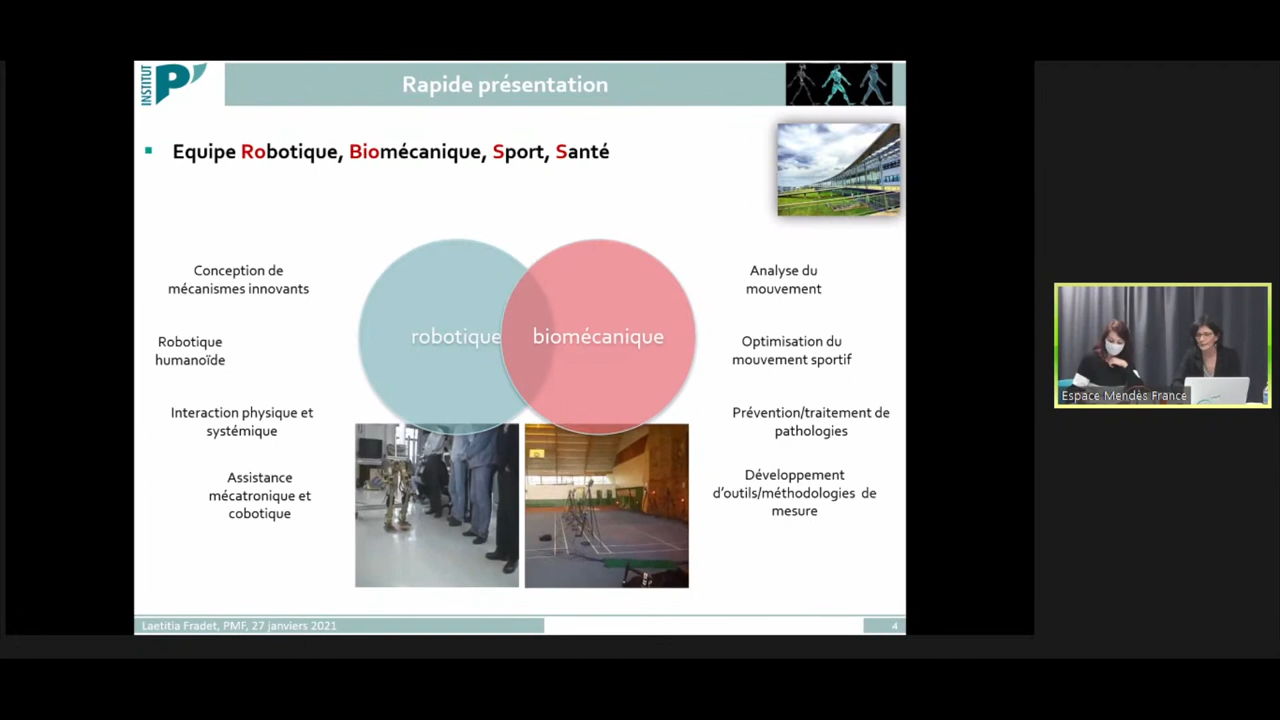 INSTITUT
P'
Rapide présentation
Equipe Robotique, Biomécanique, Sport, Santé
Conception de
mécanismes innovants
Robotique
humanoïde
Interaction physique et
systémique
Assistance
mécatronique et
cobotique
robotique
biomécanique
Analyse du
mouvement
Optimisation du
mouvement sportif
Prévention/traitement de
pathologies
Développement
d'outils/méthodologies de
mesure
Laetitia Fradet, PMF, 27 janviers 2021
4
Espace Mendès France